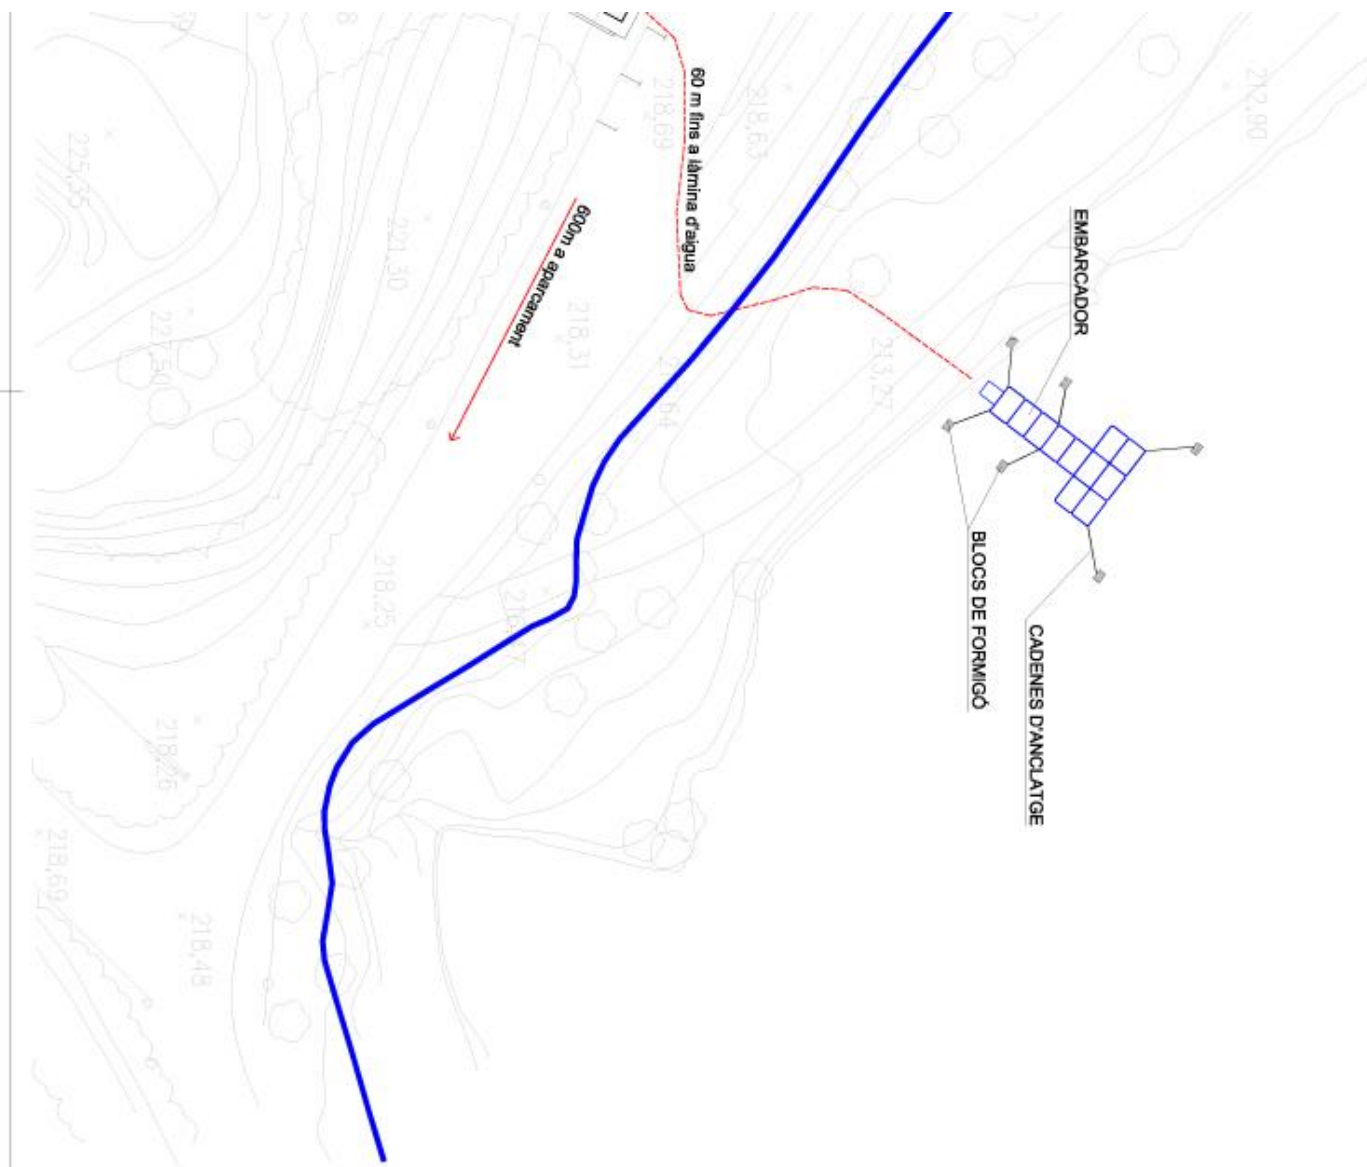 60 m fins a làmina d'aigua
600m a aparcament
EMBARCADOR
BLOCS DE FORMIGÓ
CADENES D'ANCLATGE
212,90
218,63
218,69
225,35
221,30
218,31
213,27
218,25
218,26
218,69
218,48